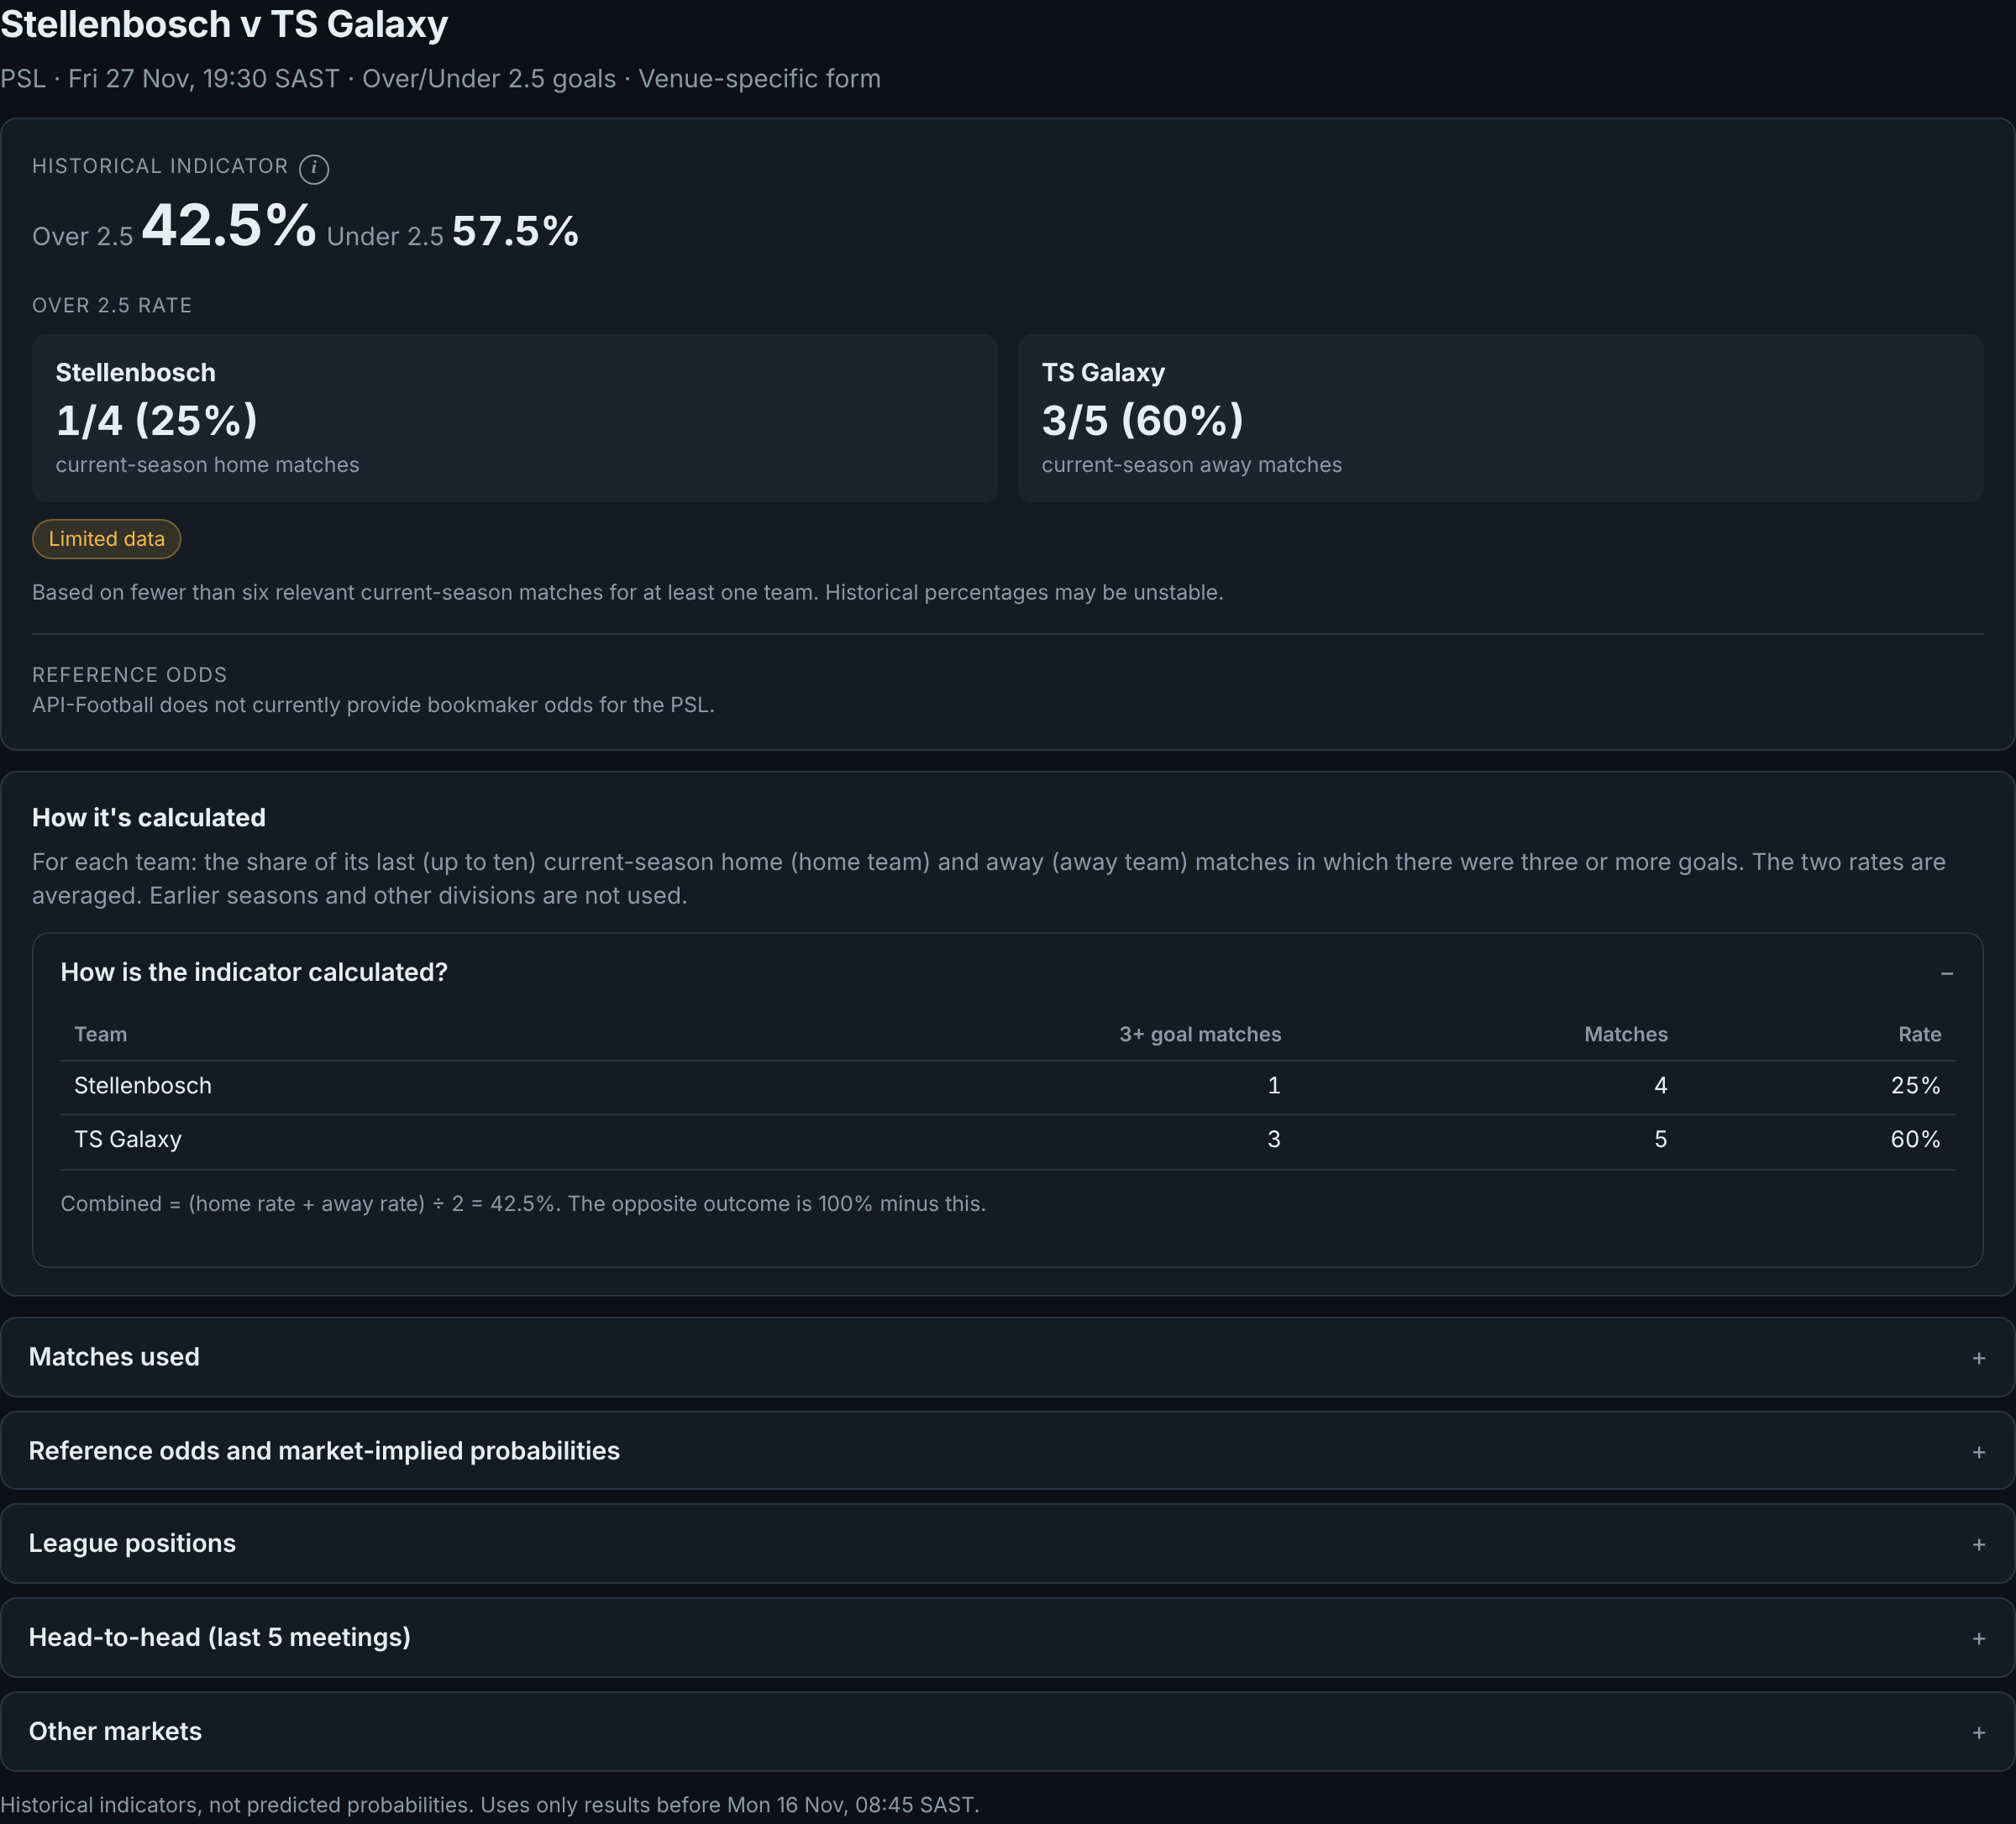 Stellenbosch v TS Galaxy
PSL · Fri 27 Nov, 19:30 SAST · Over/Under 2.5 goals · Venue-specific form
HISTORICAL INDICATOR i
Over 2.5 42.5% Under 2.5 57.5%
OVER 2.5 RATE
Stellenbosch
1/4 (25%)
current-season home matches
TS Galaxy
3/5 (60%)
current-season away matches
Limited data
Based on fewer than six relevant current-season matches for at least one team. Historical percentages may be unstable.
REFERENCE ODDS
API-Football does not currently provide bookmaker odds for the PSL.
How it's calculated
For each team: the share of its last (up to ten) current-season home (home team) and away (away team) matches in which there were three or more goals. The two rates are
averaged. Earlier seasons and other divisions are not used.
How is the indicator calculated? −
Team 3+ goal matches Matches Rate
Stellenbosch 1 4 25%
TS Galaxy 3 5 60%
Combined = (home rate + away rate) ÷ 2 = 42.5%. The opposite outcome is 100% minus this.
Matches used +
Reference odds and market-implied probabilities +
League positions +
Head-to-head (last 5 meetings) +
Other markets +
Historical indicators, not predicted probabilities. Uses only results before Mon 16 Nov, 08:45 SAST.